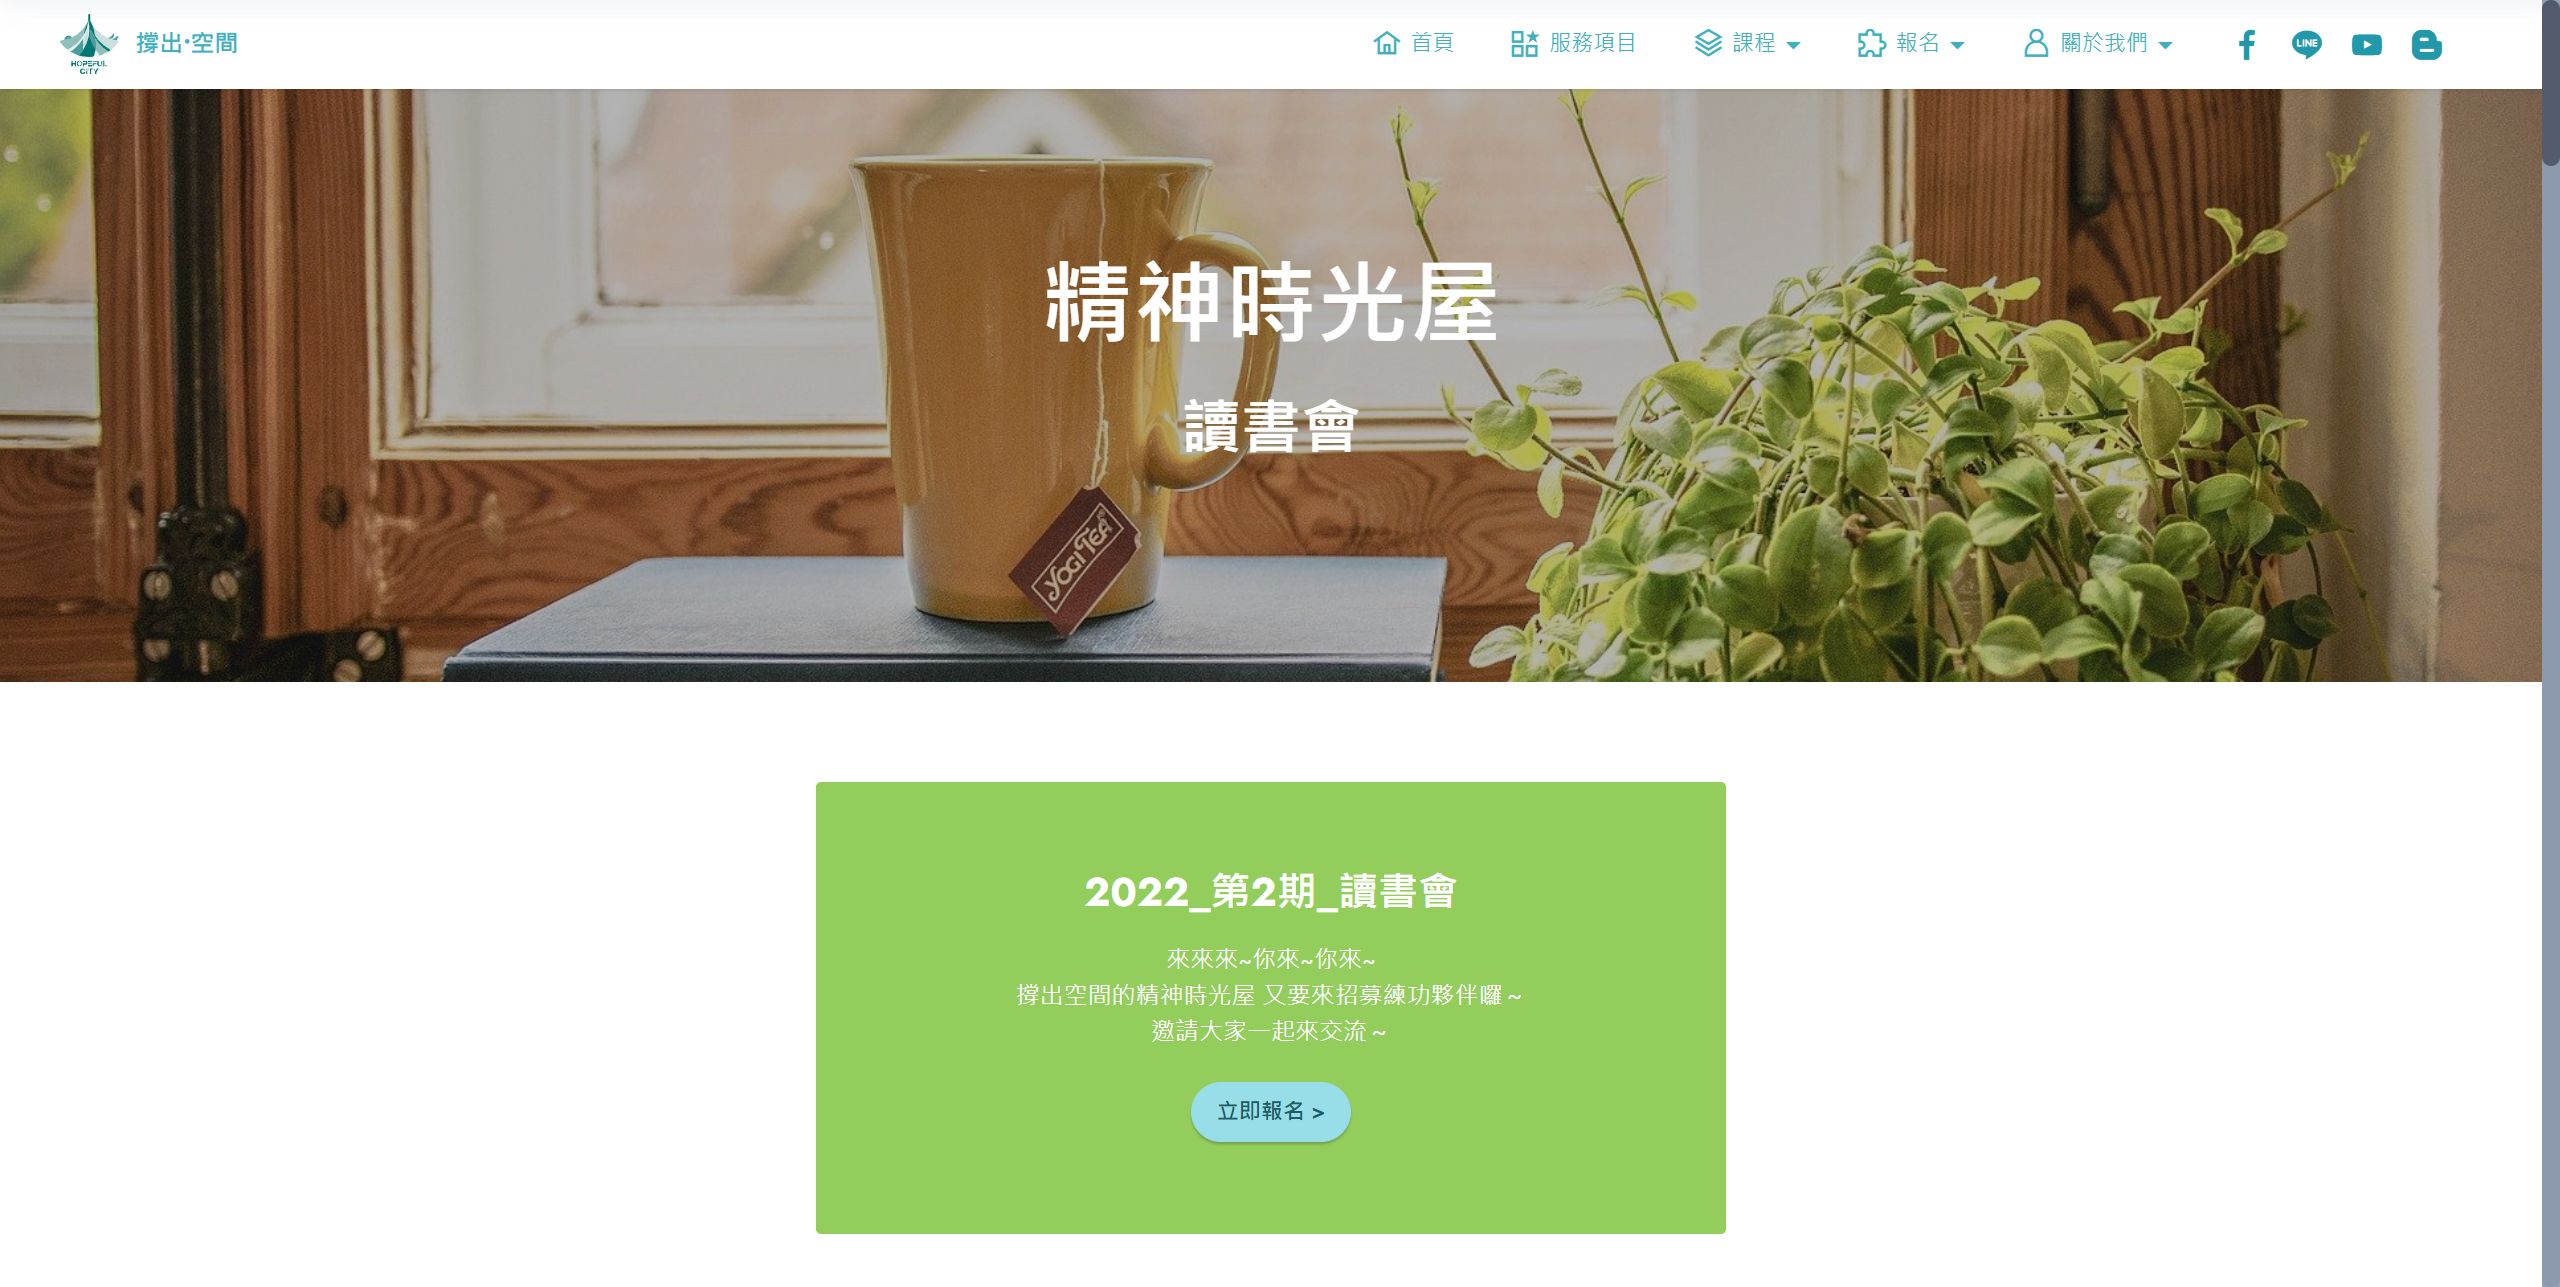 HOPEFUL
CITY
撐出·空間
首頁
服務項目
課程
報名
關於我們
LINE
精神時光屋
讀書會
YOGI TEA
2022_第2期_讀書會
來來來~你來~你來~
撐出空間的精神時光屋 又要來招募練功夥伴囉~
邀請大家一起來交流~
立即報名 >